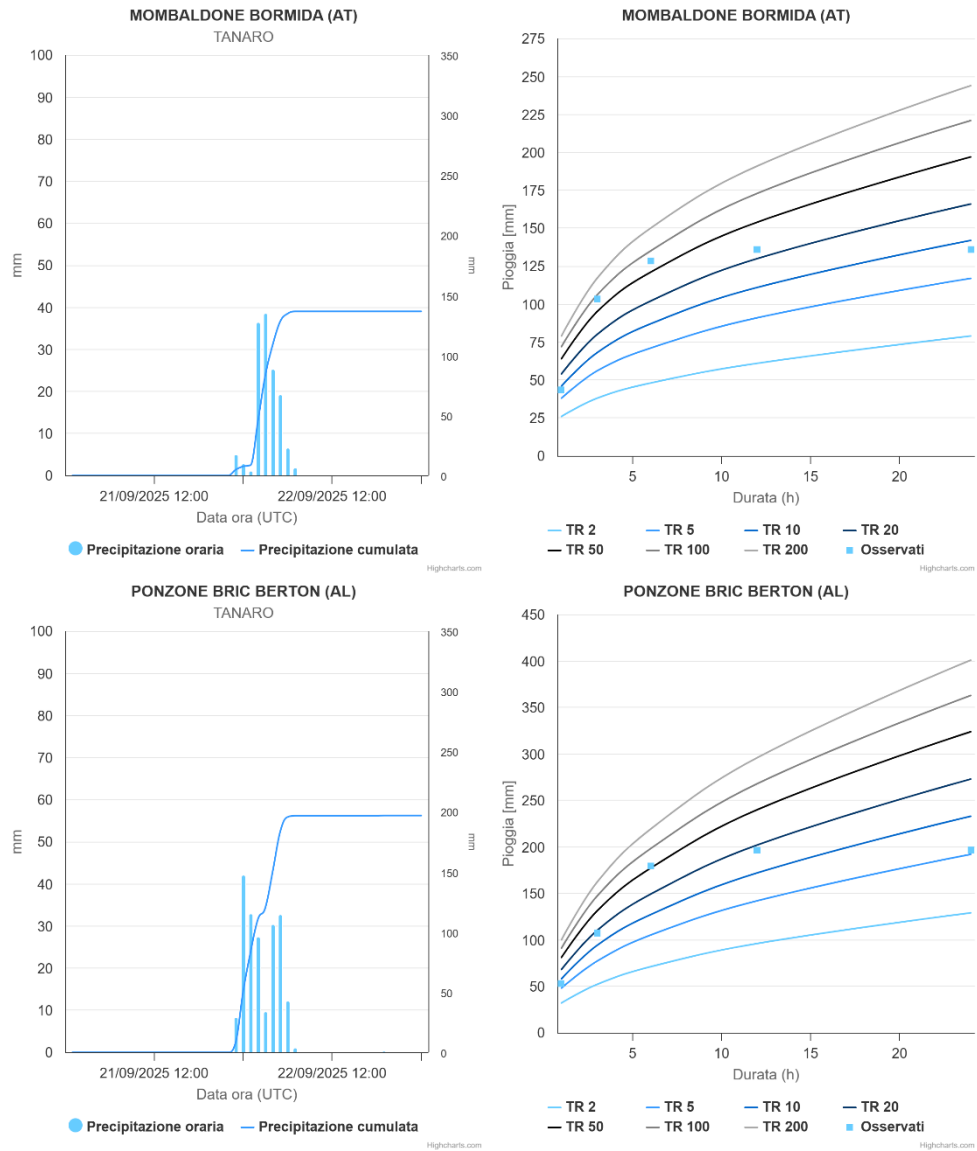 MOMBALDONE BORMIDA (AT)
TANARO
100
90
80
70
60
50
40
30
20
10
0
mm
350
300
250
200
150
100
50
0
mm
21/09/2025 12:00
22/09/2025 12:00
Data ora (UTC)
Precipitazione oraria
Precipitazione cumulata
Highcharts.com
MOMBALDONE BORMIDA (AT)
275
250
225
200
175
150
125
100
75
50
25
0
Pioggia [mm]
5
10
15
20
Durata (h)
TR 2
TR 5
TR 10
TR 20
TR 50
TR 100
TR 200
Osservati
Highcharts.com
PONZONE BRIC BERTON (AL)
TANARO
100
90
80
70
60
50
40
30
20
10
0
mm
350
300
250
200
150
100
50
0
mm
21/09/2025 12:00
22/09/2025 12:00
Data ora (UTC)
Precipitazione oraria
Precipitazione cumulata
Highcharts.com
PONZONE BRIC BERTON (AL)
450
400
350
300
250
200
150
100
50
0
Pioggia [mm]
5
10
15
20
Durata (h)
TR 2
TR 5
TR 10
TR 20
TR 50
TR 100
TR 200
Osservati
Highcharts.com